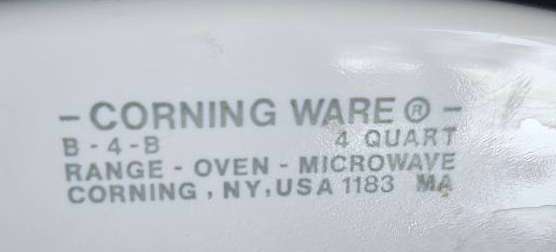 - CORNING WARE ® -
B - 4 - B 4 QUART
RANGE - OVEN - MICROWAVE
CORNING , NY , USA 1183 MA